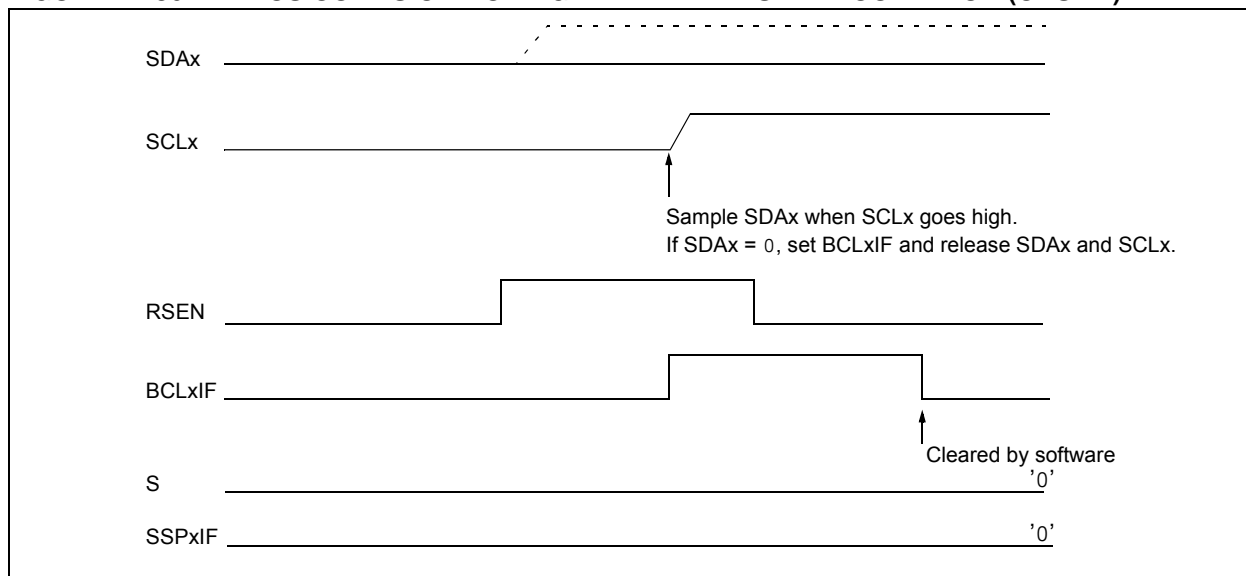 SDAx
SCLx
Sample SDAx when SCLx goes high.
If SDAx = 0, set BCLxIF and release SDAx and SCLx.
RSEN
BCLxIF
Cleared by software
S '0'
SSPxIF '0'